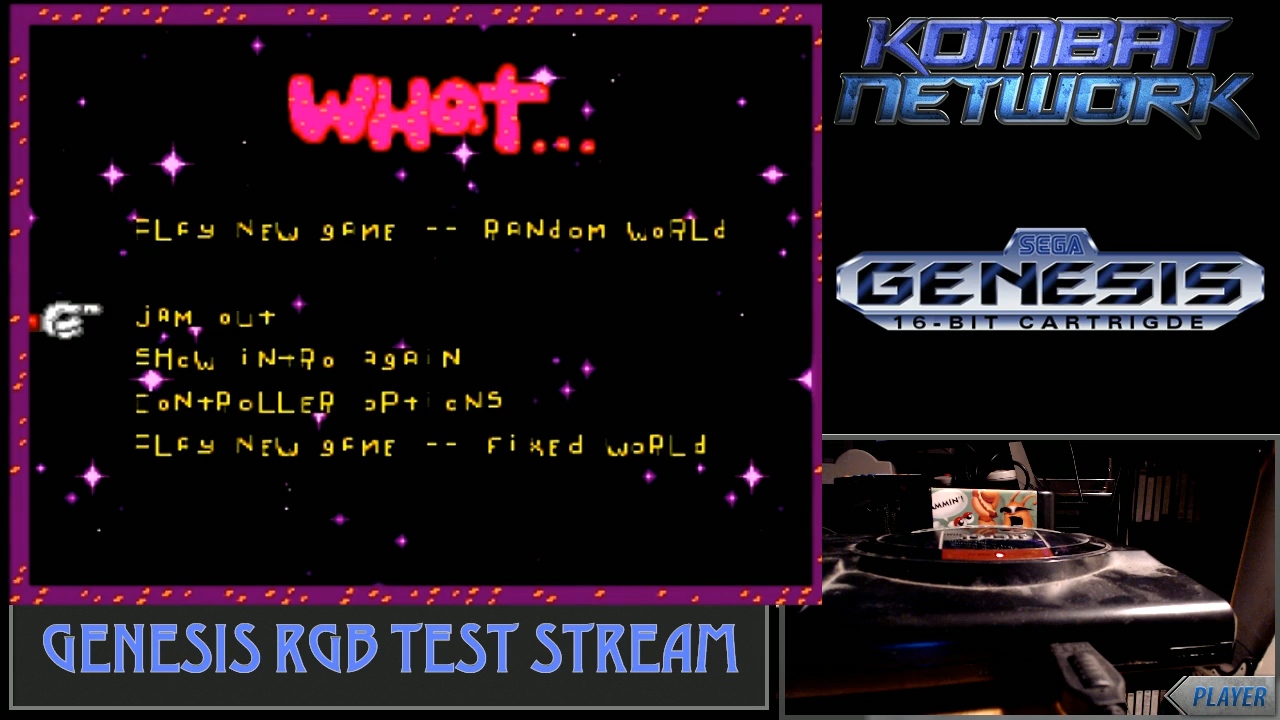 WHat...
PLay NEW gaME -- RaNdoM WoRLd
jaM out
SHoW iNtRo agaiN
CoNtRoLLER oPtioNS
PLay NEW gaME -- FixEd WoRLd
KOMBAT
NETWORK
SEGA
GENESIS
16-BIT CARTRIGDE
AMMIN'!
GENESIS RGB TEST STREAM
PLAYER